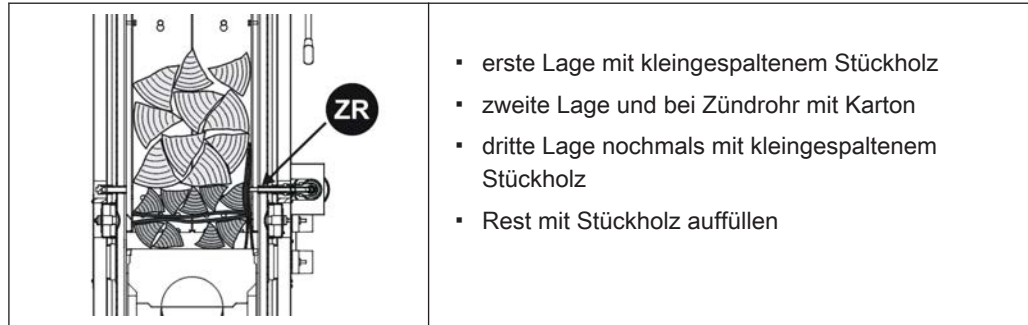 8 8
ZR
▪ erste Lage mit kleingespaltenem Stückholz
▪ zweite Lage und bei Zündrohr mit Karton
▪ dritte Lage nochmals mit kleingespaltenem
Stückholz
▪ Rest mit Stückholz auffüllen